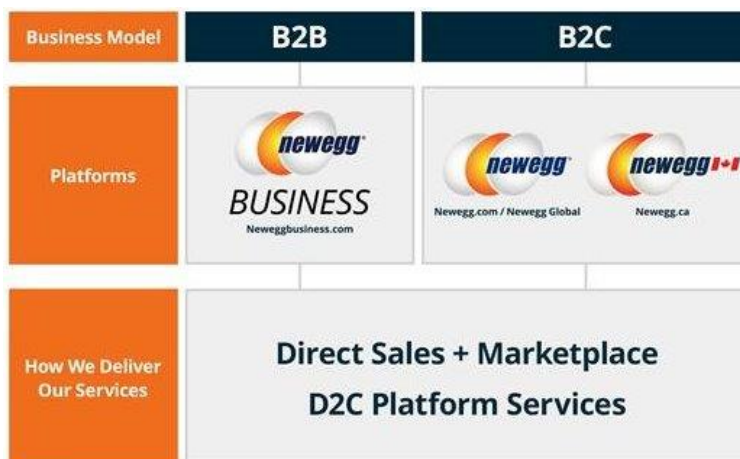 Business Model
B2B
B2C
Platforms
newegg®
BUSINESS
Neweggbusiness.com
newegg
Newegg.com / Newegg Global
newegg
Newegg.ca
How We Deliver
Our Services
Direct Sales + Marketplace
D2C Platform Services